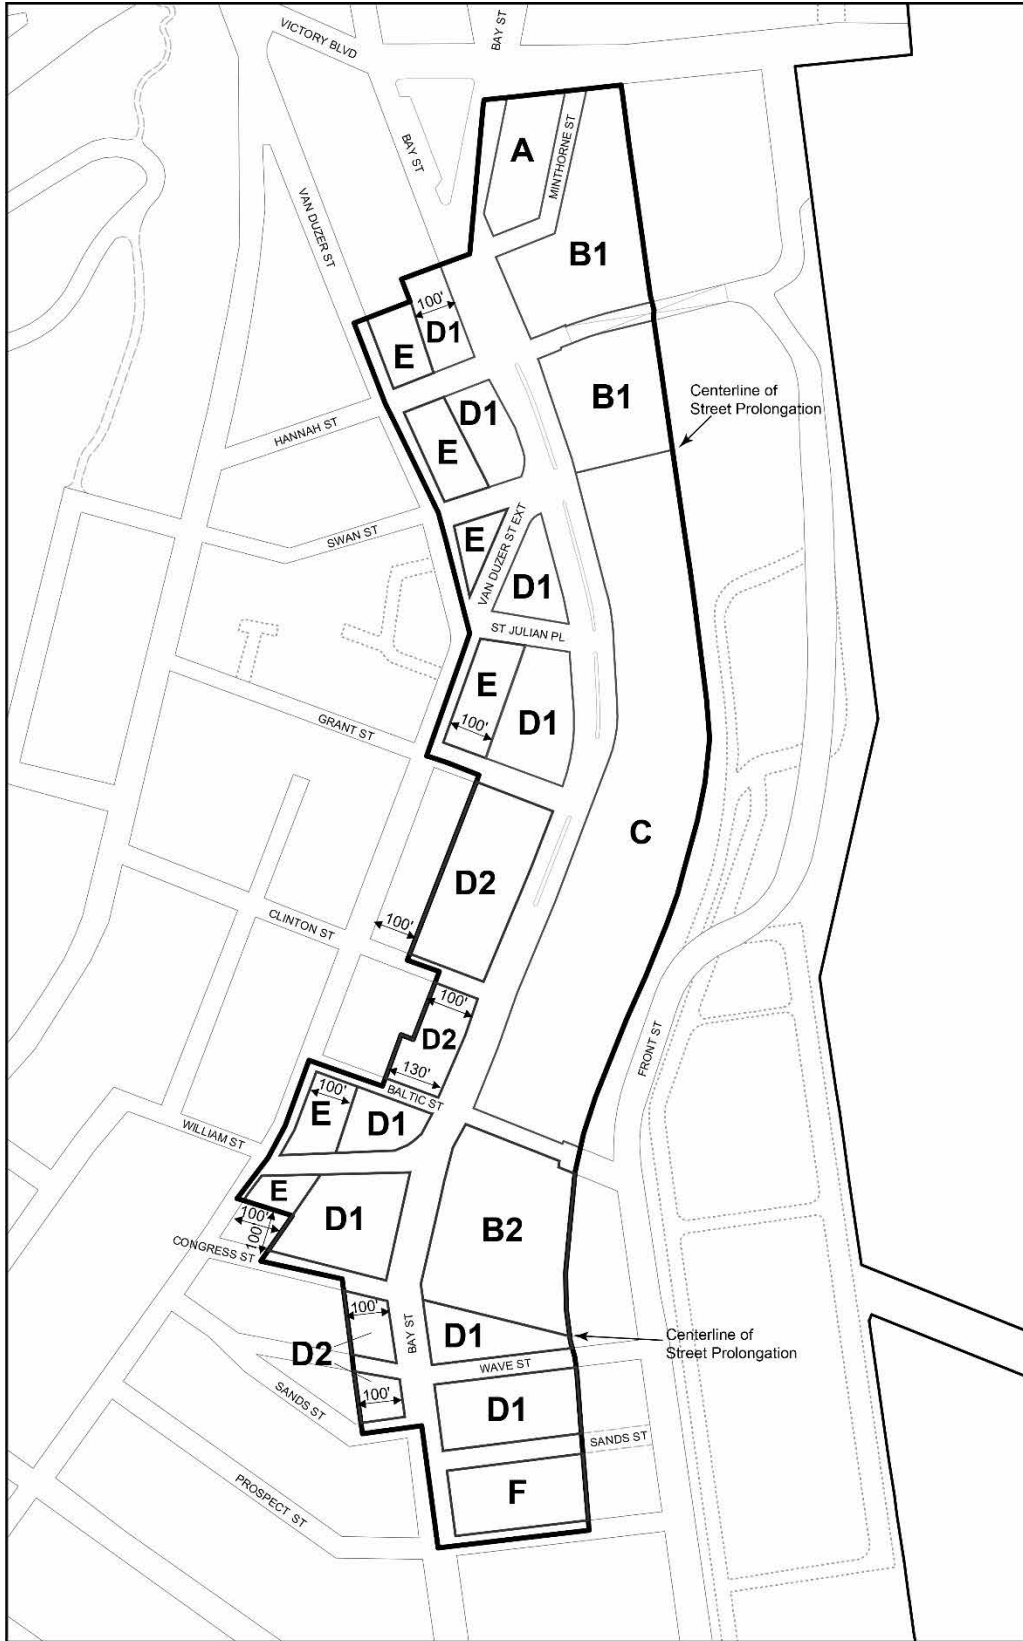 VICTORY BLVD
BAY ST
BAY ST
VAN DUZER ST
A
MINTHORNE ST
B1
100'
D1
E
B1
Centerline of
Street Prolongation
HANNAH ST
D1
E
SWAN ST
E
VAN DUZER ST EXT
D1
ST JULIAN PL
E
100'
D1
GRANT ST
C
D2
100'
CLINTON ST
100'
D2
130'
BALTIC ST
FRONT ST
100'
E
D1
WILLIAM ST
E
100'
100'
D1
B2
CONGRESS ST
100'
BAY ST
D2
D1
Centerline of
Street Prolongation
WAVE ST
100'
SANDS ST
D1
SANDS ST
F
PROSPECT ST